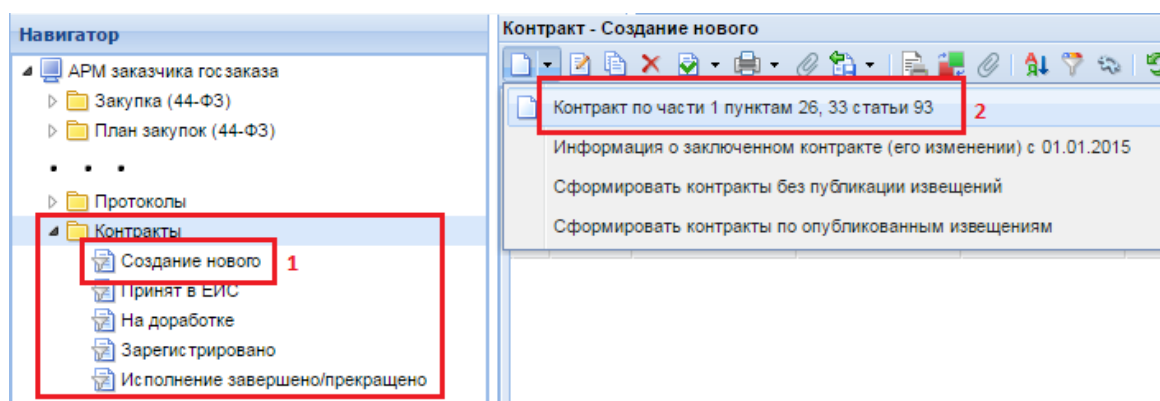 Навигатор
АРМ заказчика госзаказа
Закупка (44-ФЗ)
План закупок (44-ФЗ)
. . .
Протоколы
Контракты
Создание нового 1
Принят в ЕИС
На доработке
Зарегистрировано
Исполнение завершено/прекращено
Контракт - Создание нового
Контракт по части 1 пунктам 26, 33 статьи 93 2
Информация о заключенном контракте (его изменении) с 01.01.2015
Сформировать контракты без публикации извещений
Сформировать контракты по опубликованным извещениям